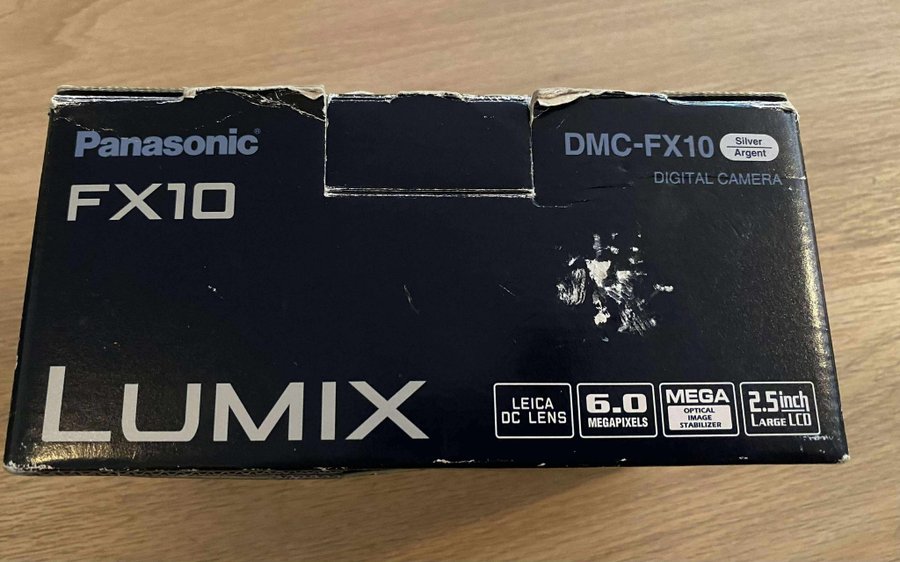 Panasonic®
FX10
DMC-FX10
Silver
Argent
DIGITAL CAMERA
LUMIX
LEICA
DC LENS
6.0
MEGAPIXELS
MEGA
OPTICAL
IMAGE
STABILIZER
2.5inch
LARGE LCD